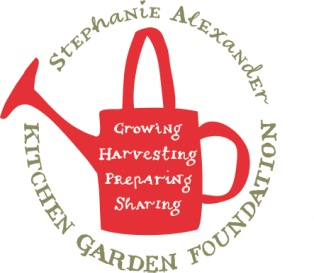 Stephanie Alexander
Growing
Harvesting
Preparing
Sharing
KITCHEN GARDEN FOUNDATION